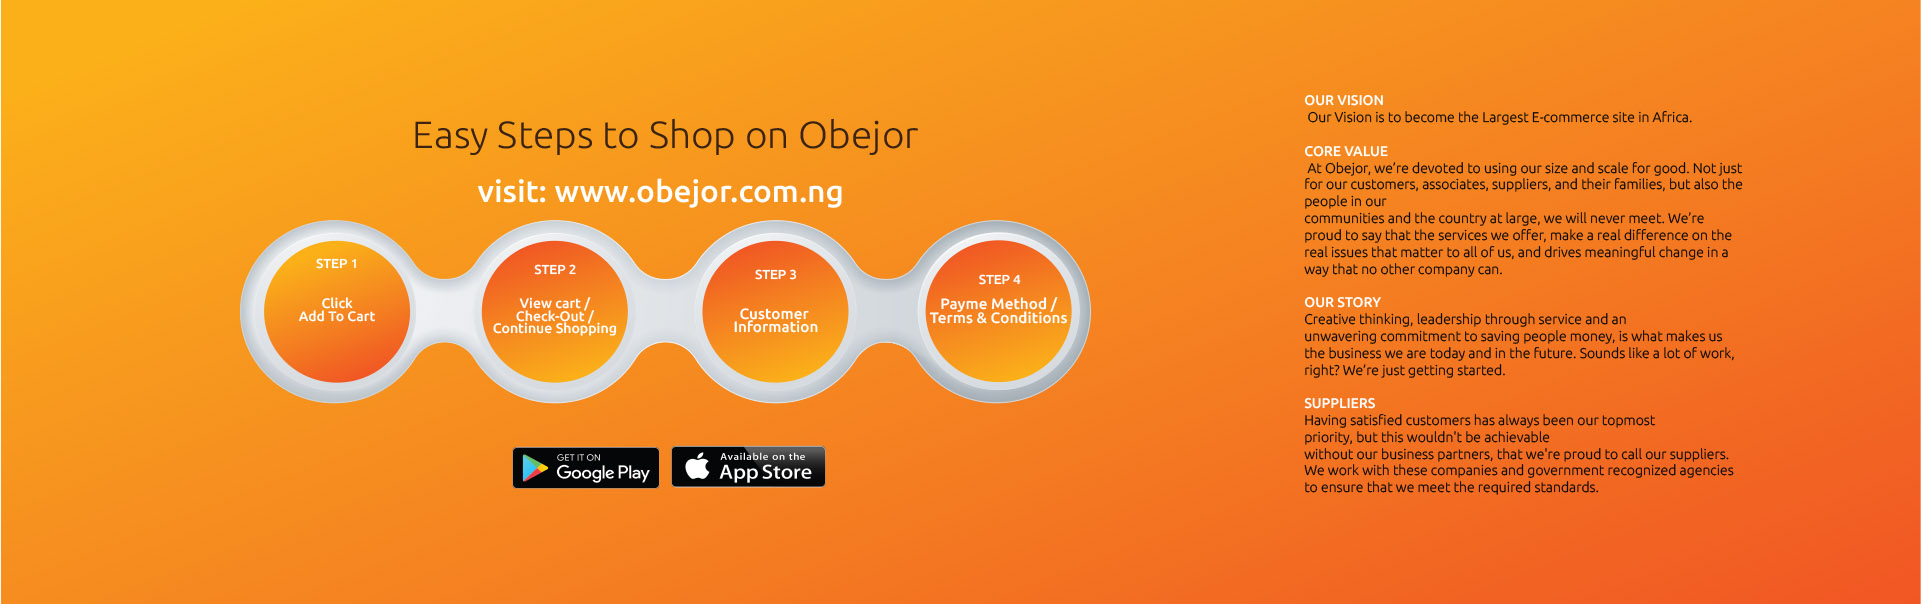 Easy Steps to Shop on Obejor
visit: www.obejor.com.ng
STEP 1
Click
Add To Cart
STEP 2
View cart /
Check-Out /
Continue Shopping
STEP 3
Customer
Information
STEP 4
Payme Method /
Terms & Conditions
GET IT ON
Google Play
Available on the
App Store
OUR VISION
Our Vision is to become the Largest E-commerce site in Africa.
CORE VALUE
At Obejor, we’re devoted to using our size and scale for good. Not just
for our customers, associates, suppliers, and their families, but also the
people in our
communities and the country at large, we will never meet. We’re
proud to say that the services we offer, make a real difference on the
real issues that matter to all of us, and drives meaningful change in a
way that no other company can.
OUR STORY
Creative thinking, leadership through service and an
unwavering commitment to saving people money, is what makes us
the business we are today and in the future. Sounds like a lot of work,
right? We’re just getting started.
SUPPLIERS
Having satisfied customers has always been our topmost
priority, but this wouldn't be achievable
without our business partners, that we're proud to call our suppliers.
We work with these companies and government recognized agencies
to ensure that we meet the required standards.